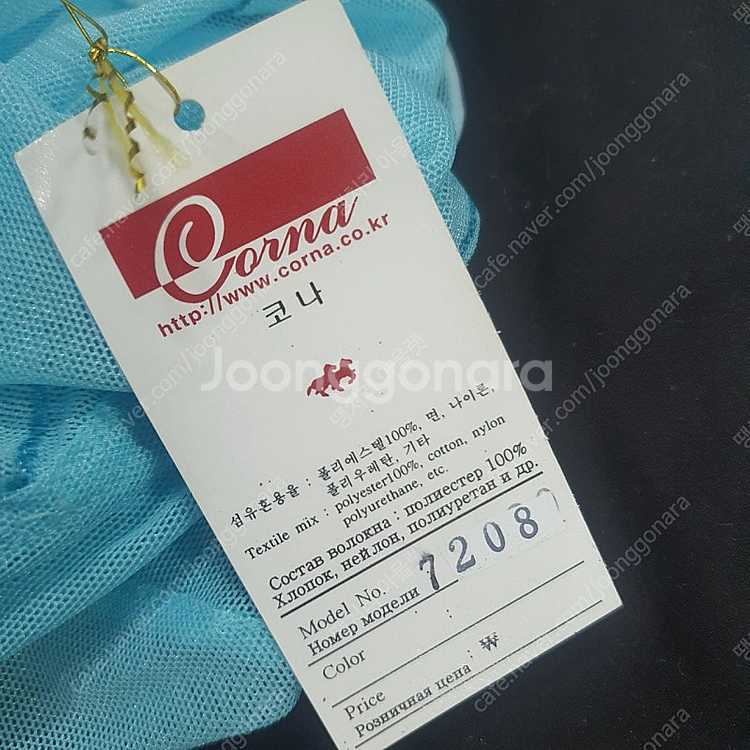 Corna
http://www.corna.co.kr
코나
Joonggonara
섬유혼용율 : 폴리에스텔100%, 면, 나이론,
폴리우레탄, 기타
Textile mix : polyester100%, cotton, nylon
polyurethane, etc.
Состав волокна : полиестер 100%
Хлопок, нейлон, полиуретан и др.
Model No.
Номер модели 7208
Color
Price : ₩
Розничная цена
cafe.naver.com/joonggonara